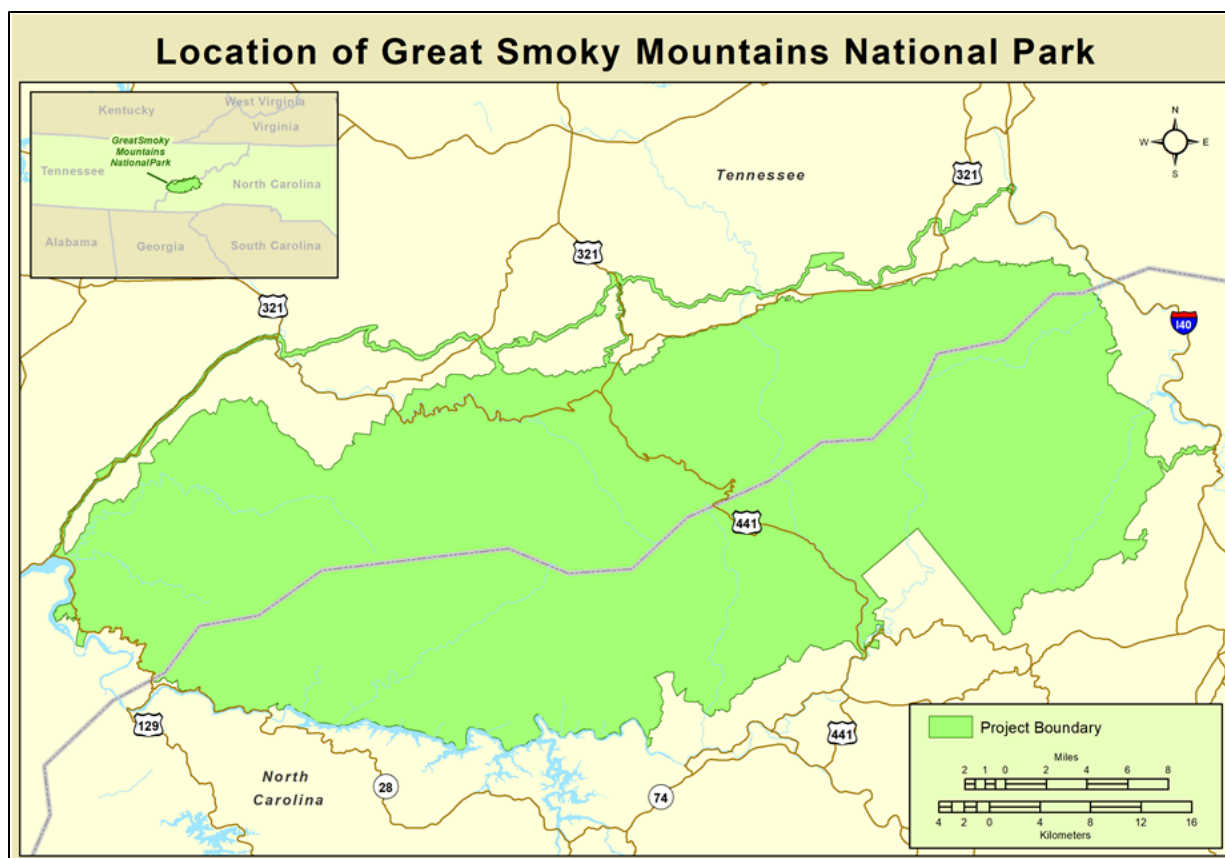 Location of Great Smoky Mountains National Park
Kentucky
West Virginia
Virginia
Great Smoky
Mountains
National Park
Tennessee
North Carolina
Alabama
Georgia
South Carolina
N
W
E
S
Tennessee
321
321
321
I40
441
129
North
Carolina
28
74
441
Project Boundary
Miles
2 1 0 2 4 6 8
4 2 0 4 8 12 16
Kilometers